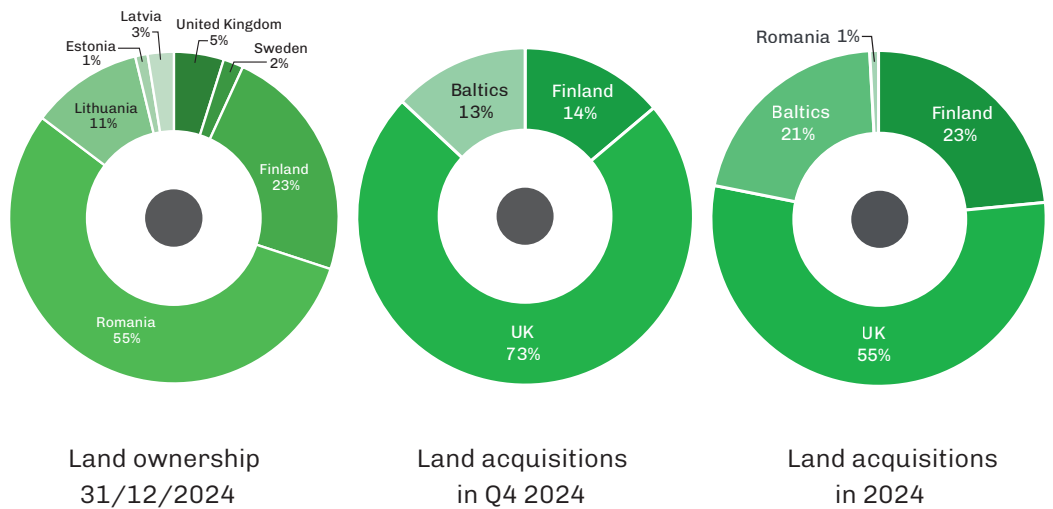 Latvia
3%
United Kingdom
5%
Estonia
1%
Sweden
2%
Lithuania
11%
Finland
23%
Romania
55%
Land ownership
31/12/2024
Baltics
13%
Finland
14%
UK
73%
Land acquisitions
in Q4 2024
Romania 1%
Baltics
21%
Finland
23%
UK
55%
Land acquisitions
in 2024